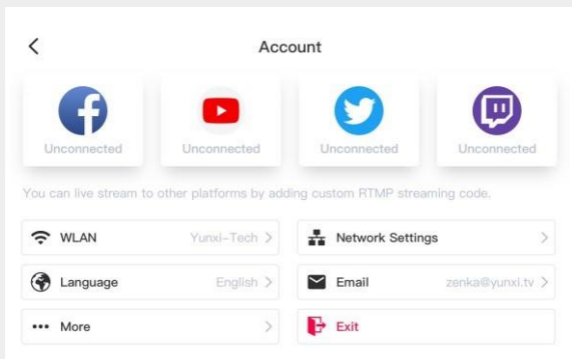 Account
Unconnected Unconnected Unconnected Unconnected
You can live stream to other platforms by adding custom RTMP streaming code.
WLAN Yunxi-Tech > Network Settings >
Language English > Email zenka@yunxi.tv >
More > Exit